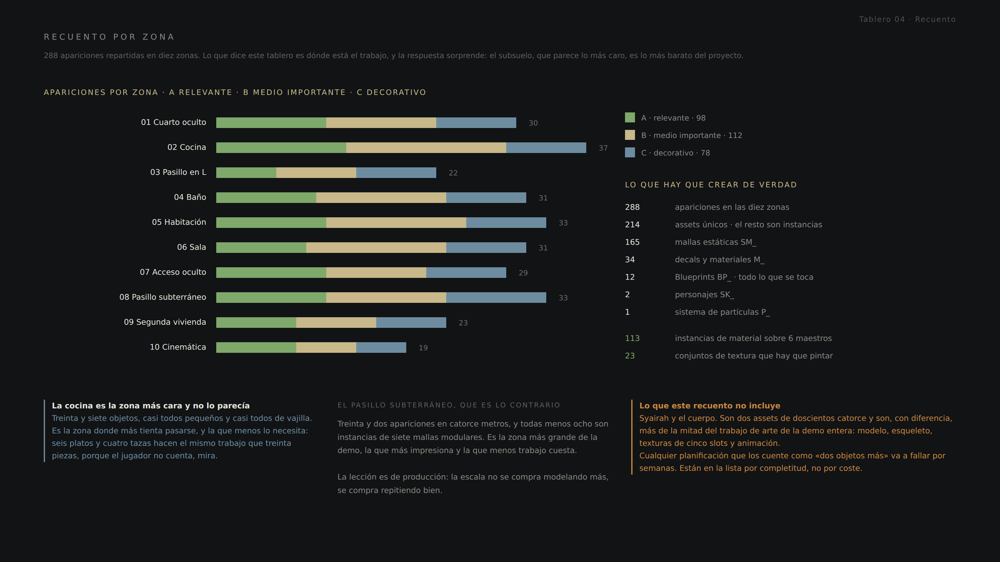 Tablero 04 · Recuento
RECUENTO POR ZONA
288 apariciones repartidas en diez zonas. Lo que dice este tablero es dónde está el trabajo, y la respuesta sorprende: el subsuelo, que parece lo más caro, es lo más barato del proyecto.
APARICIONES POR ZONA · A RELEVANTE · B MEDIO IMPORTANTE · C DECORATIVO
01 Cuarto oculto 30
02 Cocina 37
03 Pasillo en L 22
04 Baño 31
05 Habitación 33
06 Sala 31
07 Acceso oculto 29
08 Pasillo subterráneo 33
09 Segunda vivienda 23
10 Cinemática 19
A · relevante · 98
B · medio importante · 112
C · decorativo · 78
LO QUE HAY QUE CREAR DE VERDAD
288 apariciones en las diez zonas
214 assets únicos · el resto son instancias
165 mallas estáticas SM_
34 decals y materiales M_
12 Blueprints BP_ · todo lo que se toca
2 personajes SK_
1 sistema de partículas P_
113 instancias de material sobre 6 maestros
23 conjuntos de textura que hay que pintar
La cocina es la zona más cara y no lo parecía
Treinta y siete objetos, casi todos pequeños y casi todos de vajilla.
Es la zona donde más tienta pasarse, y la que menos lo necesita:
seis platos y cuatro tazas hacen el mismo trabajo que treinta
piezas, porque el jugador no cuenta, mira.
EL PASILLO SUBTERRÁNEO, QUE ES LO CONTRARIO
Treinta y dos apariciones en catorce metros, y todas menos ocho son
instancias de siete mallas modulares. Es la zona más grande de la
demo, la que más impresiona y la que menos trabajo cuesta.
La lección es de producción: la escala no se compra modelando más,
se compra repitiendo bien.
Lo que este recuento no incluye
Syairah y el cuerpo. Son dos assets de doscientos catorce y son, con diferencia,
más de la mitad del trabajo de arte de la demo entera: modelo, esqueleto,
texturas de cinco slots y animación.
Cualquier planificación que los cuente como «dos objetos más» va a fallar por
semanas. Están en la lista por completitud, no por coste.